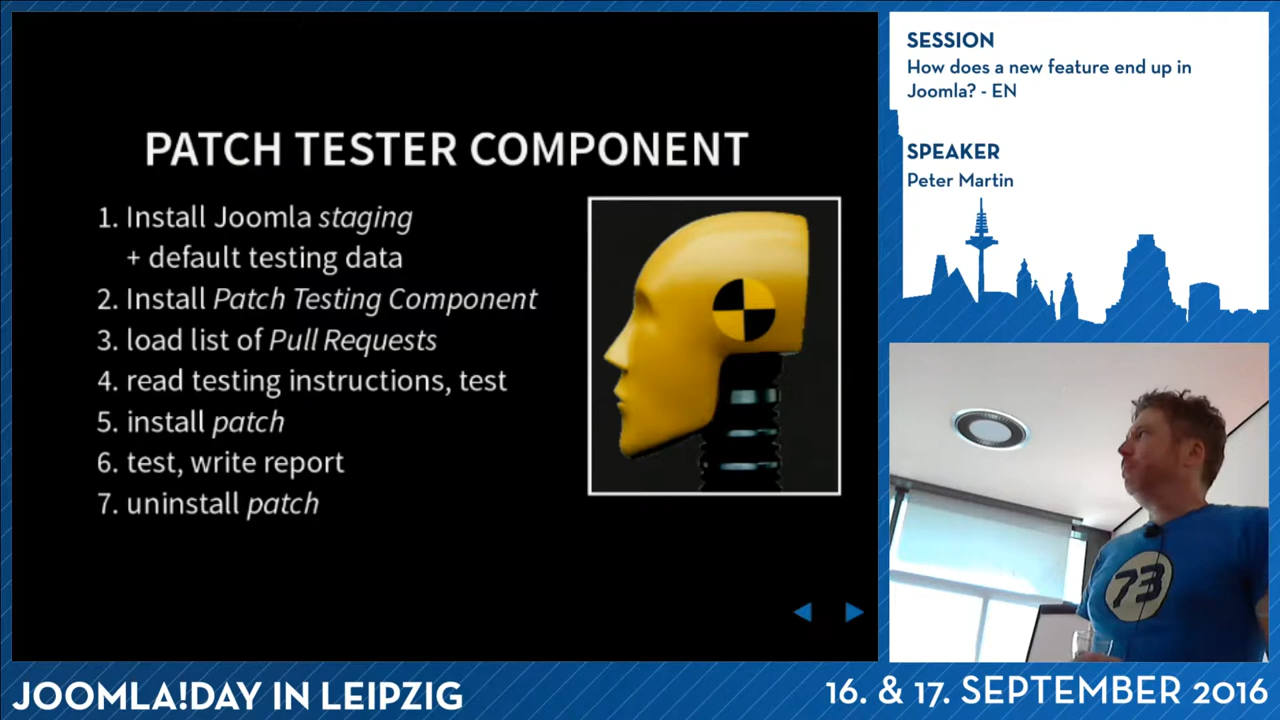 SESSION
How does a new feature end up in
Joomla? - EN
SPEAKER
Peter Martin
PATCH TESTER COMPONENT
1. Install Joomla staging
+ default testing data
2. Install Patch Testing Component
3. load list of Pull Requests
4. read testing instructions, test
5. install patch
6. test, write report
7. uninstall patch
73
JOOMLA!DAY IN LEIPZIG
16. & 17. SEPTEMBER 2016